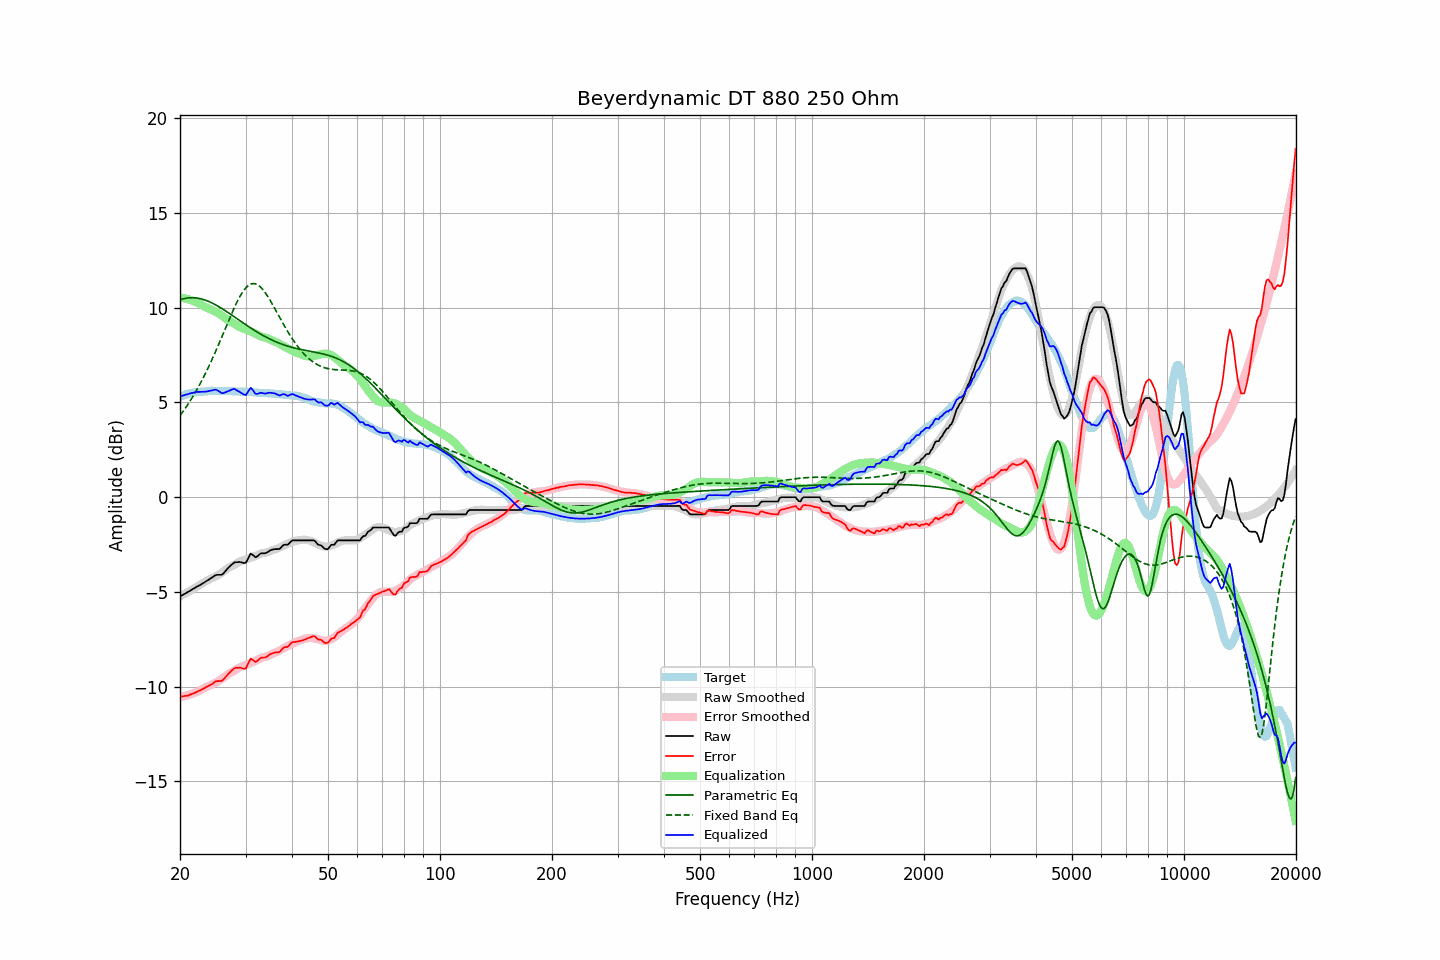 Beyerdynamic DT 880 250 Ohm
Amplitude (dBr)
20
15
10
5
0
−5
−10
−15
Target
Raw Smoothed
Error Smoothed
Raw
Error
Equalization
Parametric Eq
Fixed Band Eq
Equalized
20
50
100
200
500
1000
2000
5000
10000
20000
Frequency (Hz)